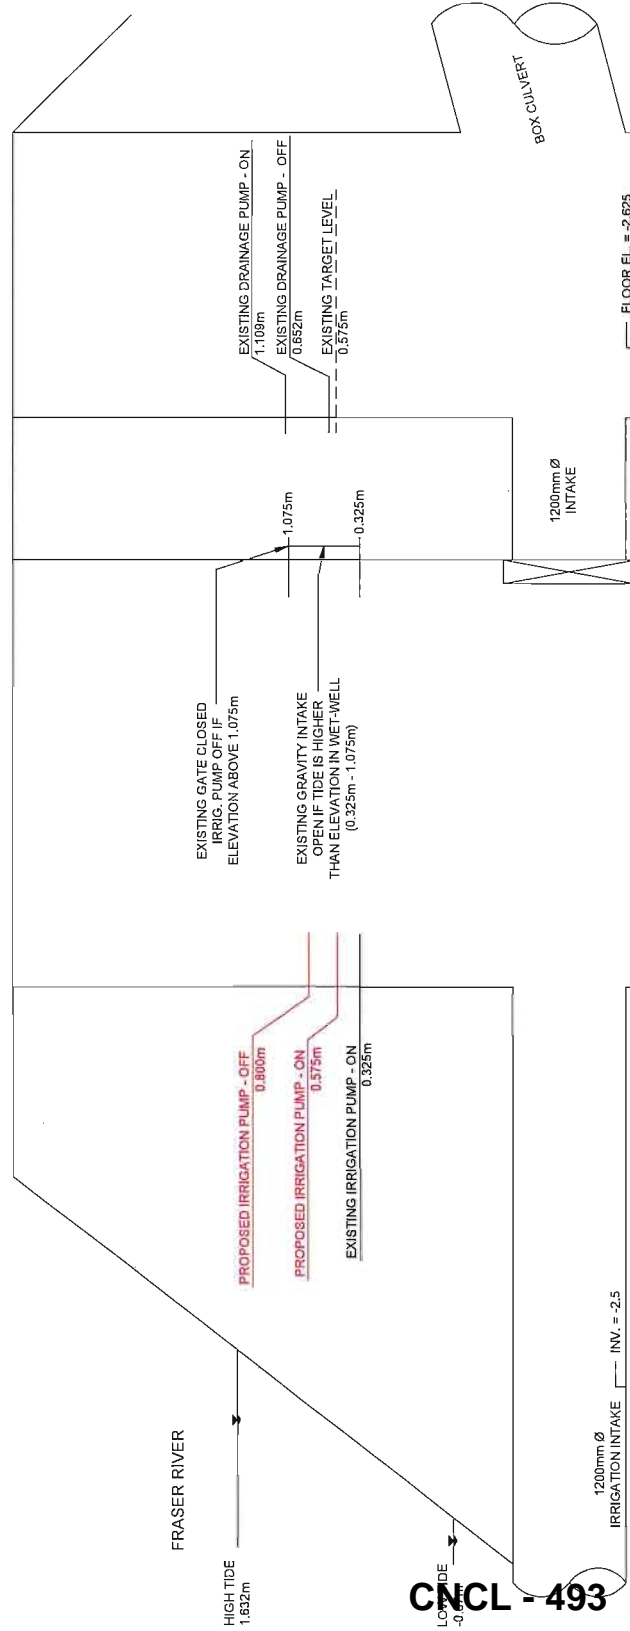 BOX CULVERT
EXISTING DRAINAGE PUMP - ON
1.109m
EXISTING DRAINAGE PUMP - OFF
0.652m
EXISTING TARGET LEVEL
0.575m
FLOOR EL. = -2.625
1200mm Ø
INTAKE
1.075m
0.325m
EXISTING GATE CLOSED
IRRIG. PUMP OFF IF
ELEVATION ABOVE 1.075m
EXISTING GRAVITY INTAKE
OPEN IF TIDE IS HIGHER
THAN ELEVATION IN WET-WELL
(0.325m - 1.075m)
PROPOSED IRRIGATION PUMP - OFF
0.800m
PROPOSED IRRIGATION PUMP - ON
0.575m
EXISTING IRRIGATION PUMP - ON
0.325m
FRASER RIVER
HIGH TIDE
1.632m
LOW TIDE
1200mm Ø
IRRIGATION INTAKE
INV. = -2.5
CNCL - 493